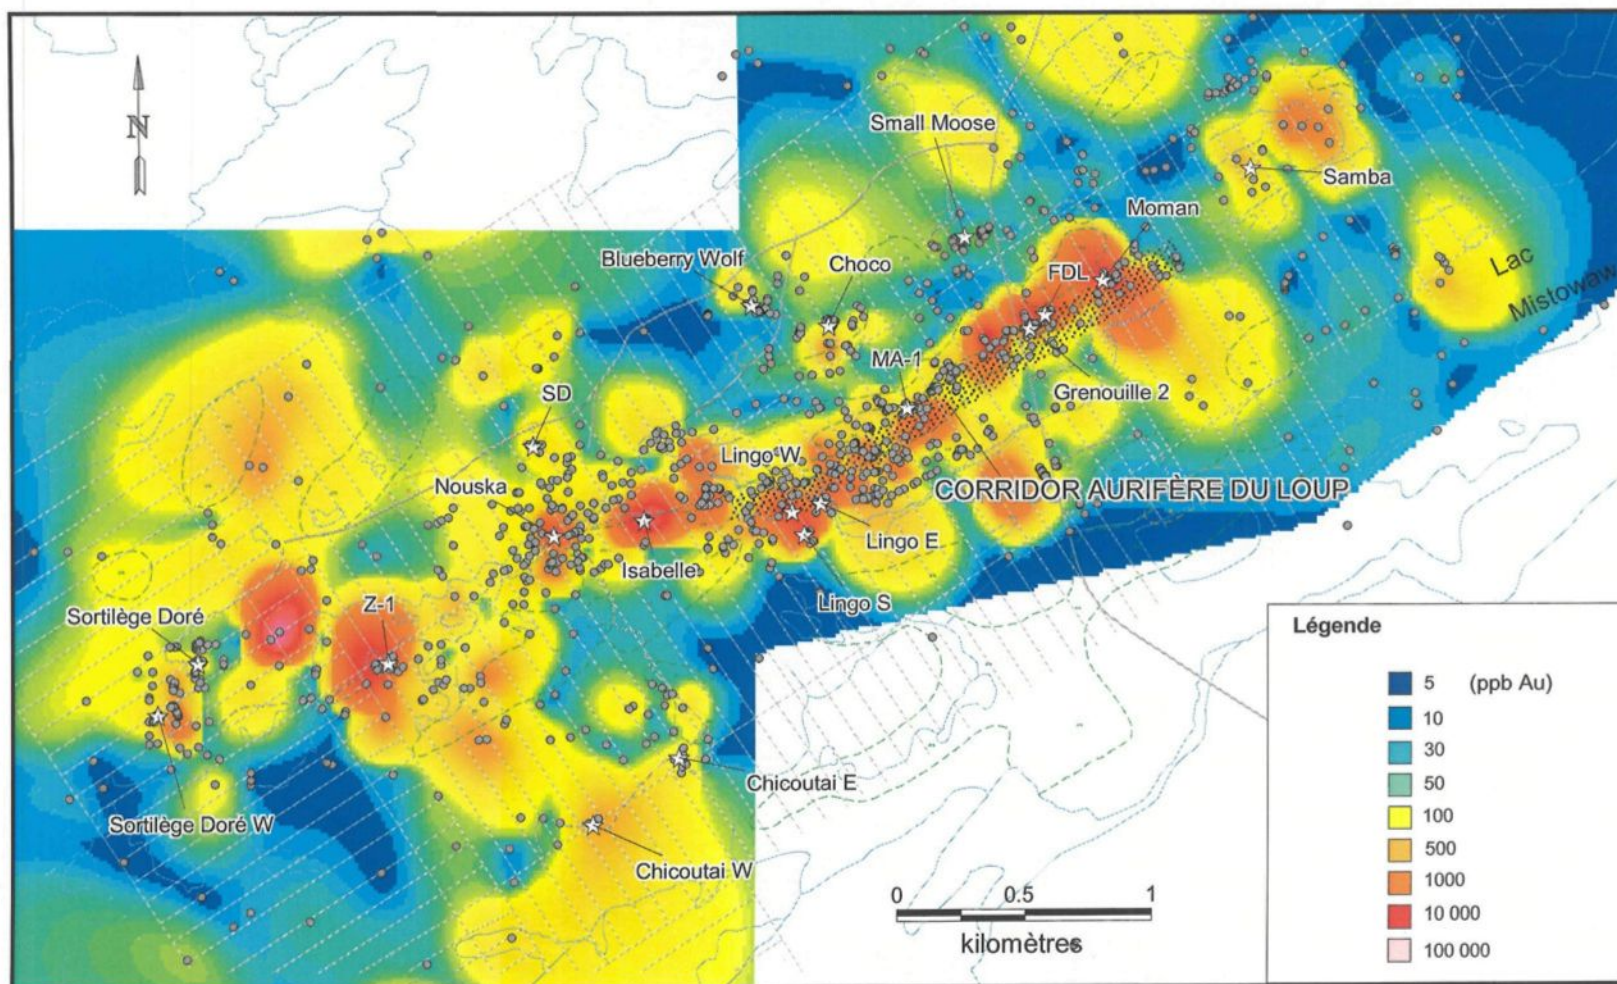 N
Small Moose
Samba
Moman
Blueberry Wolf
Choco
FDL
Lac
Mistowaw
MA-1
Grenouille 2
SD
Lingo W
Nouska
CORRIDOR AURIFÈRE DU LOUP
Lingo E
Isabelle
Lingo S
Sortilège Doré
Z-1
Chicoutai E
Sortilège Doré W
Chicoutai W
0 0.5 1
kilomètres
Légende
5 (ppb Au)
10
30
50
100
500
1000
10 000
100 000